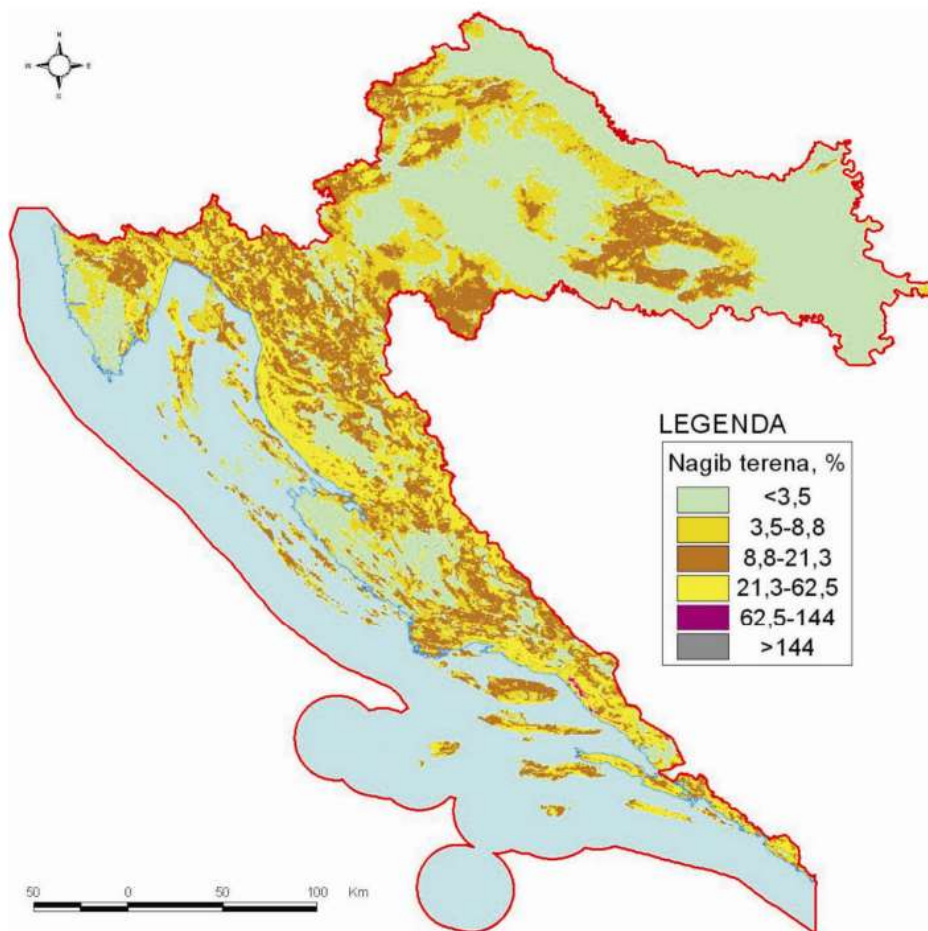 N
W E
S
LEGENDA
Nagib terena, %
<3,5
3,5-8,8
8,8-21,3
21,3-62,5
62,5-144
>144
50 0 50 100 Km